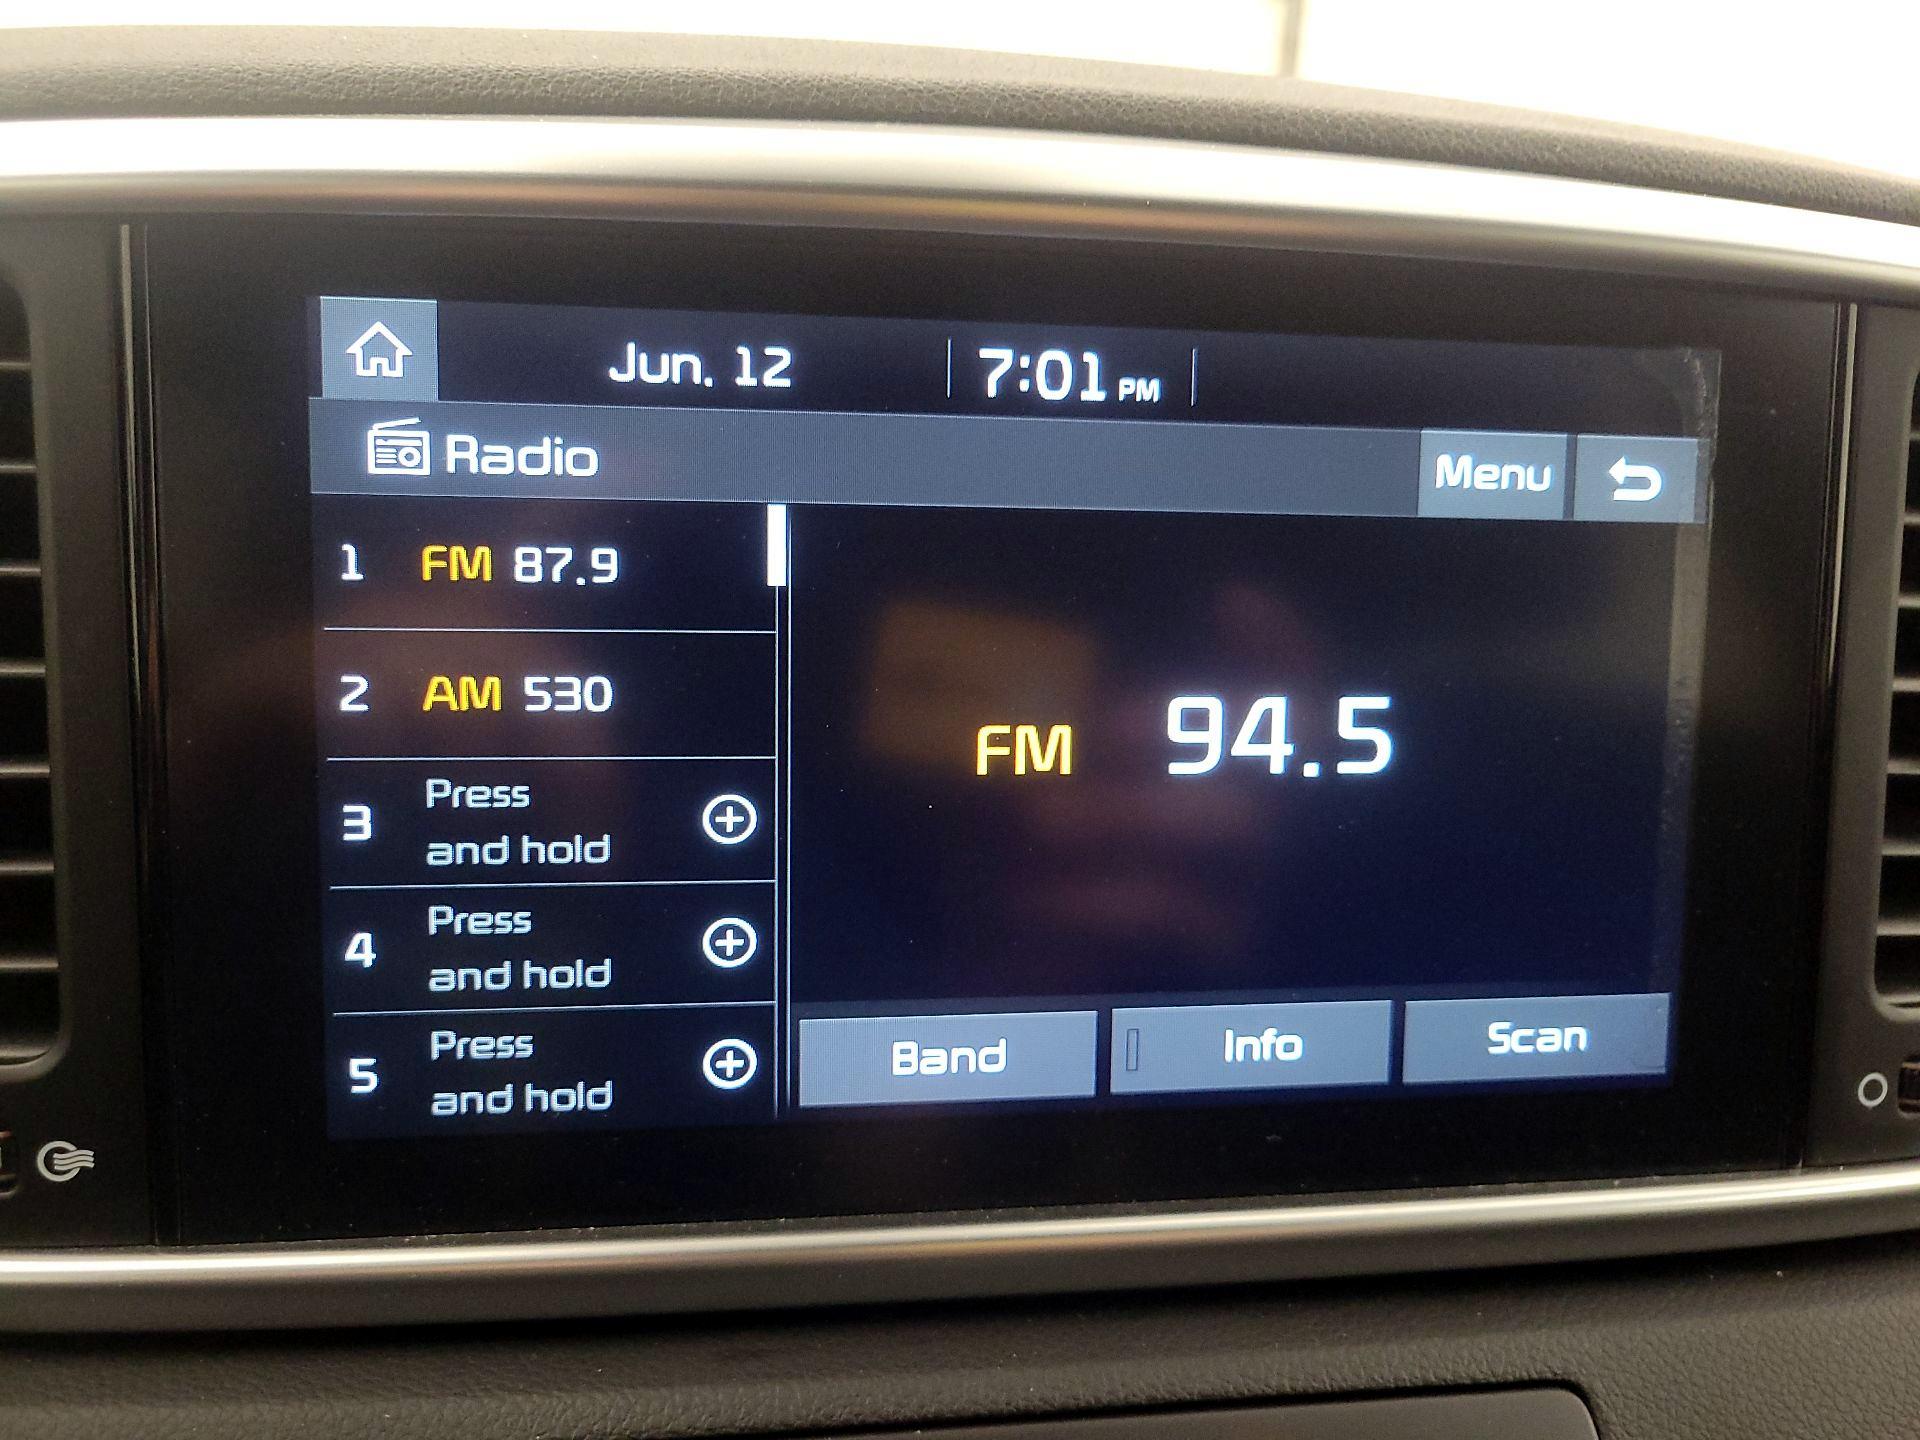 Jun. 12 7:01 PM
Radio Menu
1 FM 87.9
2 AM 530
3 Press
and hold
4 Press
and hold
5 Press
and hold
FM 94.5
Band Info Scan